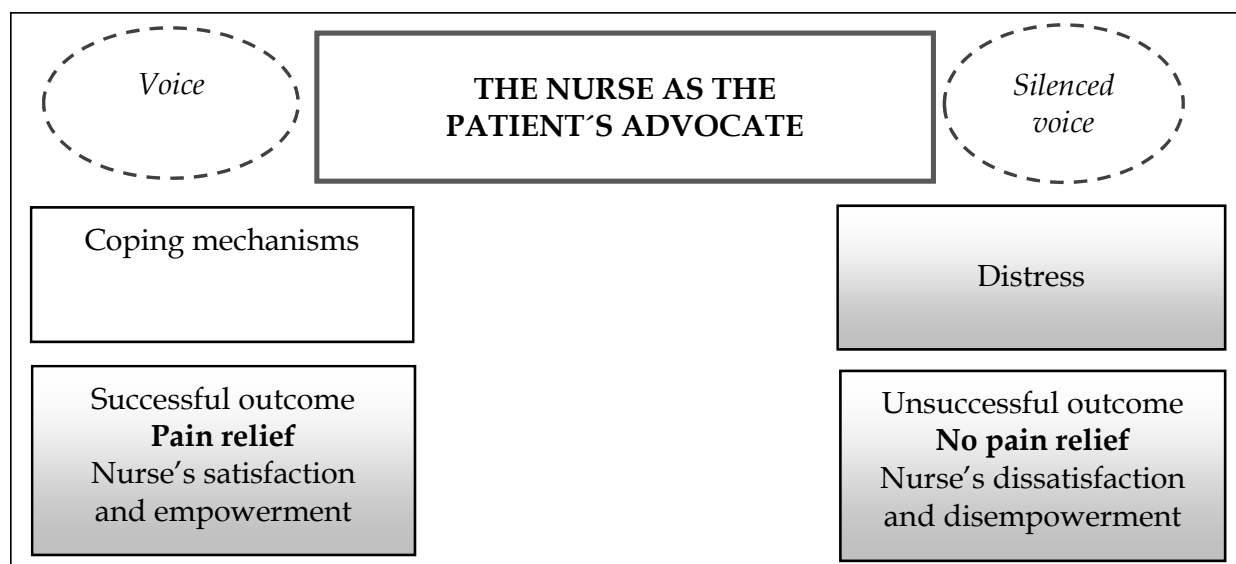 Voice
THE NURSE AS THE
PATIENT´S ADVOCATE
Silenced
voice
Coping mechanisms
Distress
Successful outcome
Pain relief
Nurse’s satisfaction
and empowerment
Unsuccessful outcome
No pain relief
Nurse’s dissatisfaction
and disempowerment